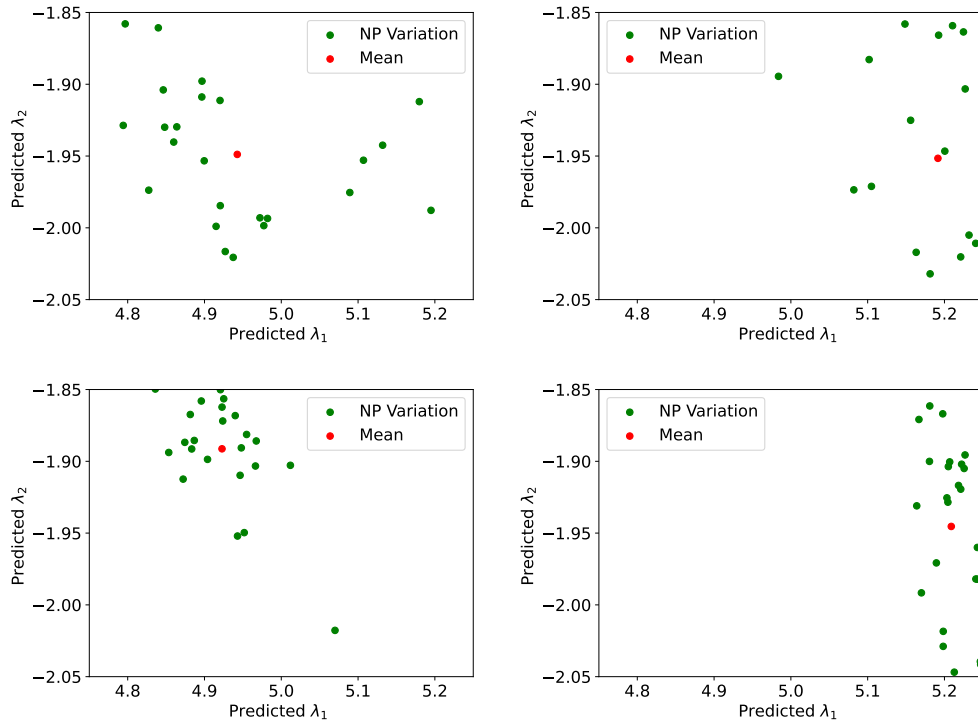 −1.85
−1.90
−1.95
−2.00
−2.05
Predicted λ₂
4.8 4.9 5.0 5.1 5.2
Predicted λ₁
NP Variation
Mean
−1.85
−1.90
−1.95
−2.00
−2.05
Predicted λ₂
4.8 4.9 5.0 5.1 5.2
Predicted λ₁
NP Variation
Mean
−1.85
−1.90
−1.95
−2.00
−2.05
Predicted λ₂
4.8 4.9 5.0 5.1 5.2
Predicted λ₁
NP Variation
Mean
−1.85
−1.90
−1.95
−2.00
−2.05
Predicted λ₂
4.8 4.9 5.0 5.1 5.2
Predicted λ₁
NP Variation
Mean